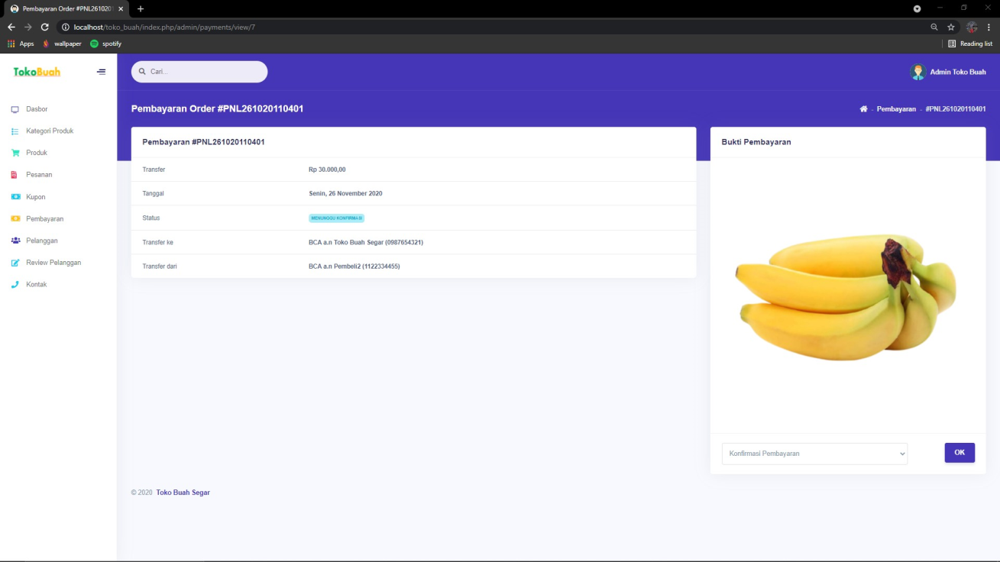 Pembayaran Order #PNL261020
localhost/toko_buah/index.php/admin/payments/view/7
Apps
wallpaper
spotify
Reading list
TokoBuah
Cari...
Admin Toko Buah
Pembayaran Order #PNL261020110401
Pembayaran - #PNL261020110401
Dasbor
Kategori Produk
Produk
Pesanan
Kupon
Pembayaran
Pelanggan
Review Pelanggan
Kontak
Pembayaran #PNL261020110401
Transfer Rp 30.000,00
Tanggal Senin, 26 November 2020
Status MENUNGGU KONFIRMASI
Transfer ke BCA a.n Toko Buah Segar (0987654321)
Transfer dari BCA a.n Pembeli2 (1122334455)
Bukti Pembayaran
Konfirmasi Pembayaran
OK
© 2020 Toko Buah Segar